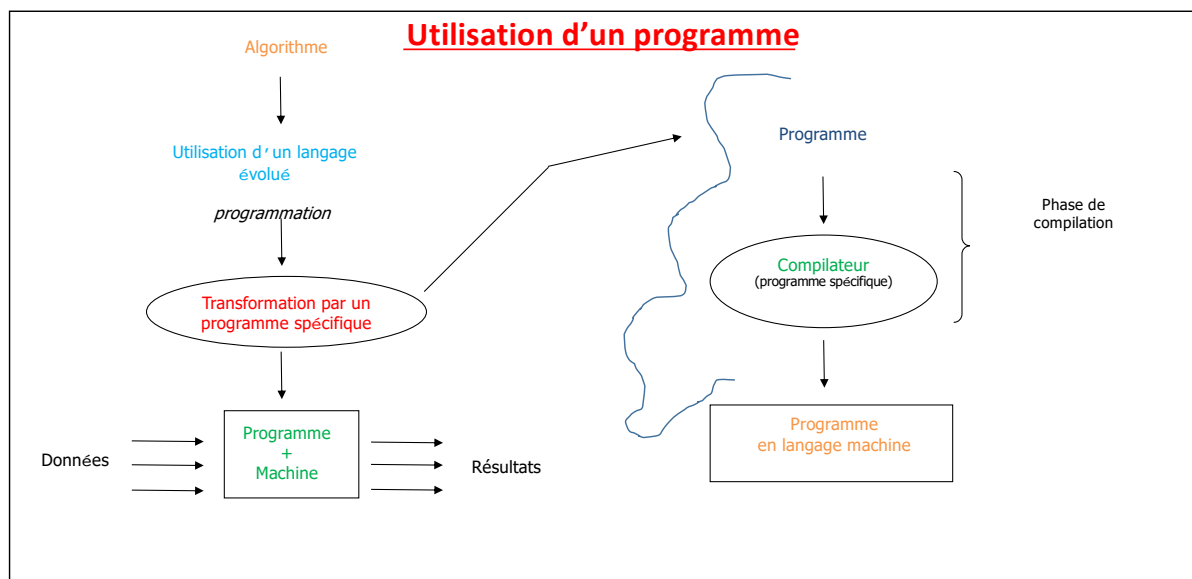 Utilisation d’un programme
Algorithme
Utilisation d’un langage
évolué
programmation
Transformation par un
programme spécifique
Données
Programme
+
Machine
Résultats
Programme
Compilateur
(programme spécifique)
Phase de
compilation
Programme
en langage machine